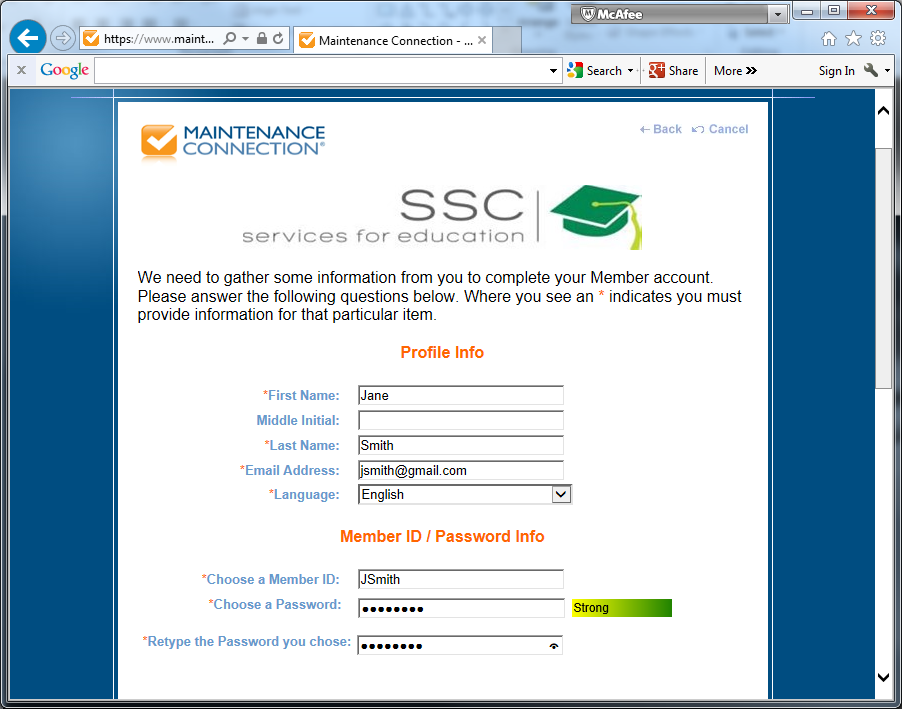 McAfee
https://www.maint...
Maintenance Connection - ...
x Google
Search
Share
More »
Sign In
MAINTENANCE
CONNECTION®
Back
Cancel
SSC
services for education
We need to gather some information from you to complete your Member account.
Please answer the following questions below. Where you see an * indicates you must
provide information for that particular item.
Profile Info
*First Name: Jane
Middle Initial:
*Last Name: Smith
*Email Address: jsmith@gmail.com
*Language: English
Member ID / Password Info
*Choose a Member ID: JSmith
*Choose a Password: ●●●●●●●● Strong
*Retype the Password you chose: ●●●●●●●●